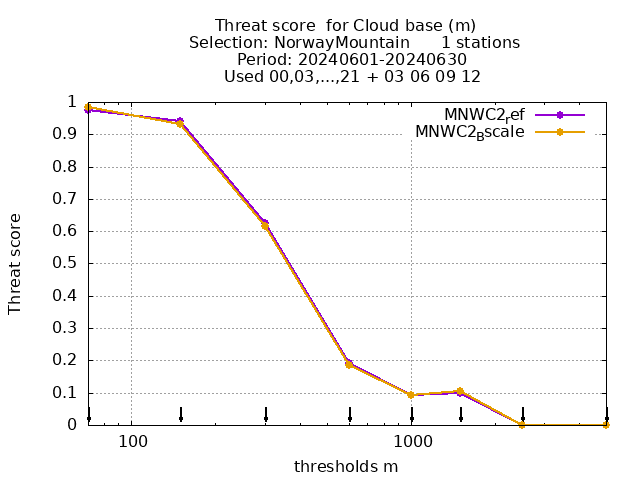 Threat score  for Cloud base (m)
Selection: NorwayMountain      1 stations
Period: 20240601-20240630
Used 00,03,...,21 + 03 06 09 12
MNWC2ref
MNWC2Bscale
1
0.9
0.8
0.7
0.6
0.5
0.4
0.3
0.2
0.1
0
Threat score
100
1000
thresholds m